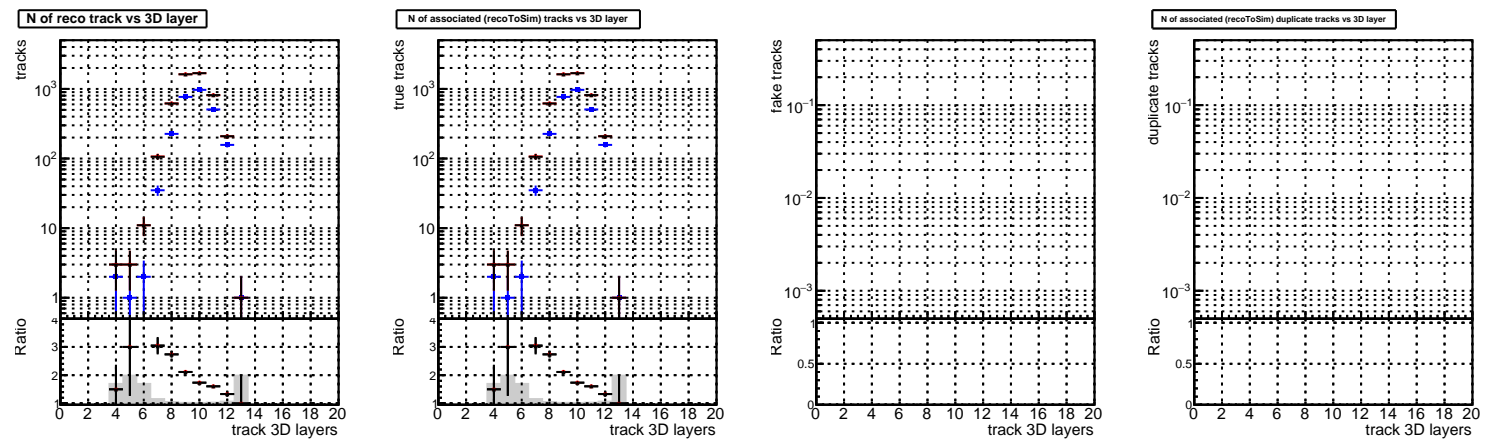 N of reco track vs 3D layer
tracks
10³
10²
10
1
Ratio
4
3
2
1
0 2 4 6 8 10 12 14 16 18 20
track 3D layers
N of associated (recoToSim) tracks vs 3D layer
true tracks
10³
10²
10
1
Ratio
4
3
2
1
0 2 4 6 8 10 12 14 16 18 20
track 3D layers
fake tracks
10⁻¹
10⁻²
10⁻³
Ratio
1
0.5
0
0 2 4 6 8 10 12 14 16 18 20
track 3D layers
N of associated (recoToSim) duplicate tracks vs 3D layer
duplicate tracks
10⁻¹
10⁻²
10⁻³
Ratio
1
0.5
0
0 2 4 6 8 10 12 14 16 18 20
track 3D layers